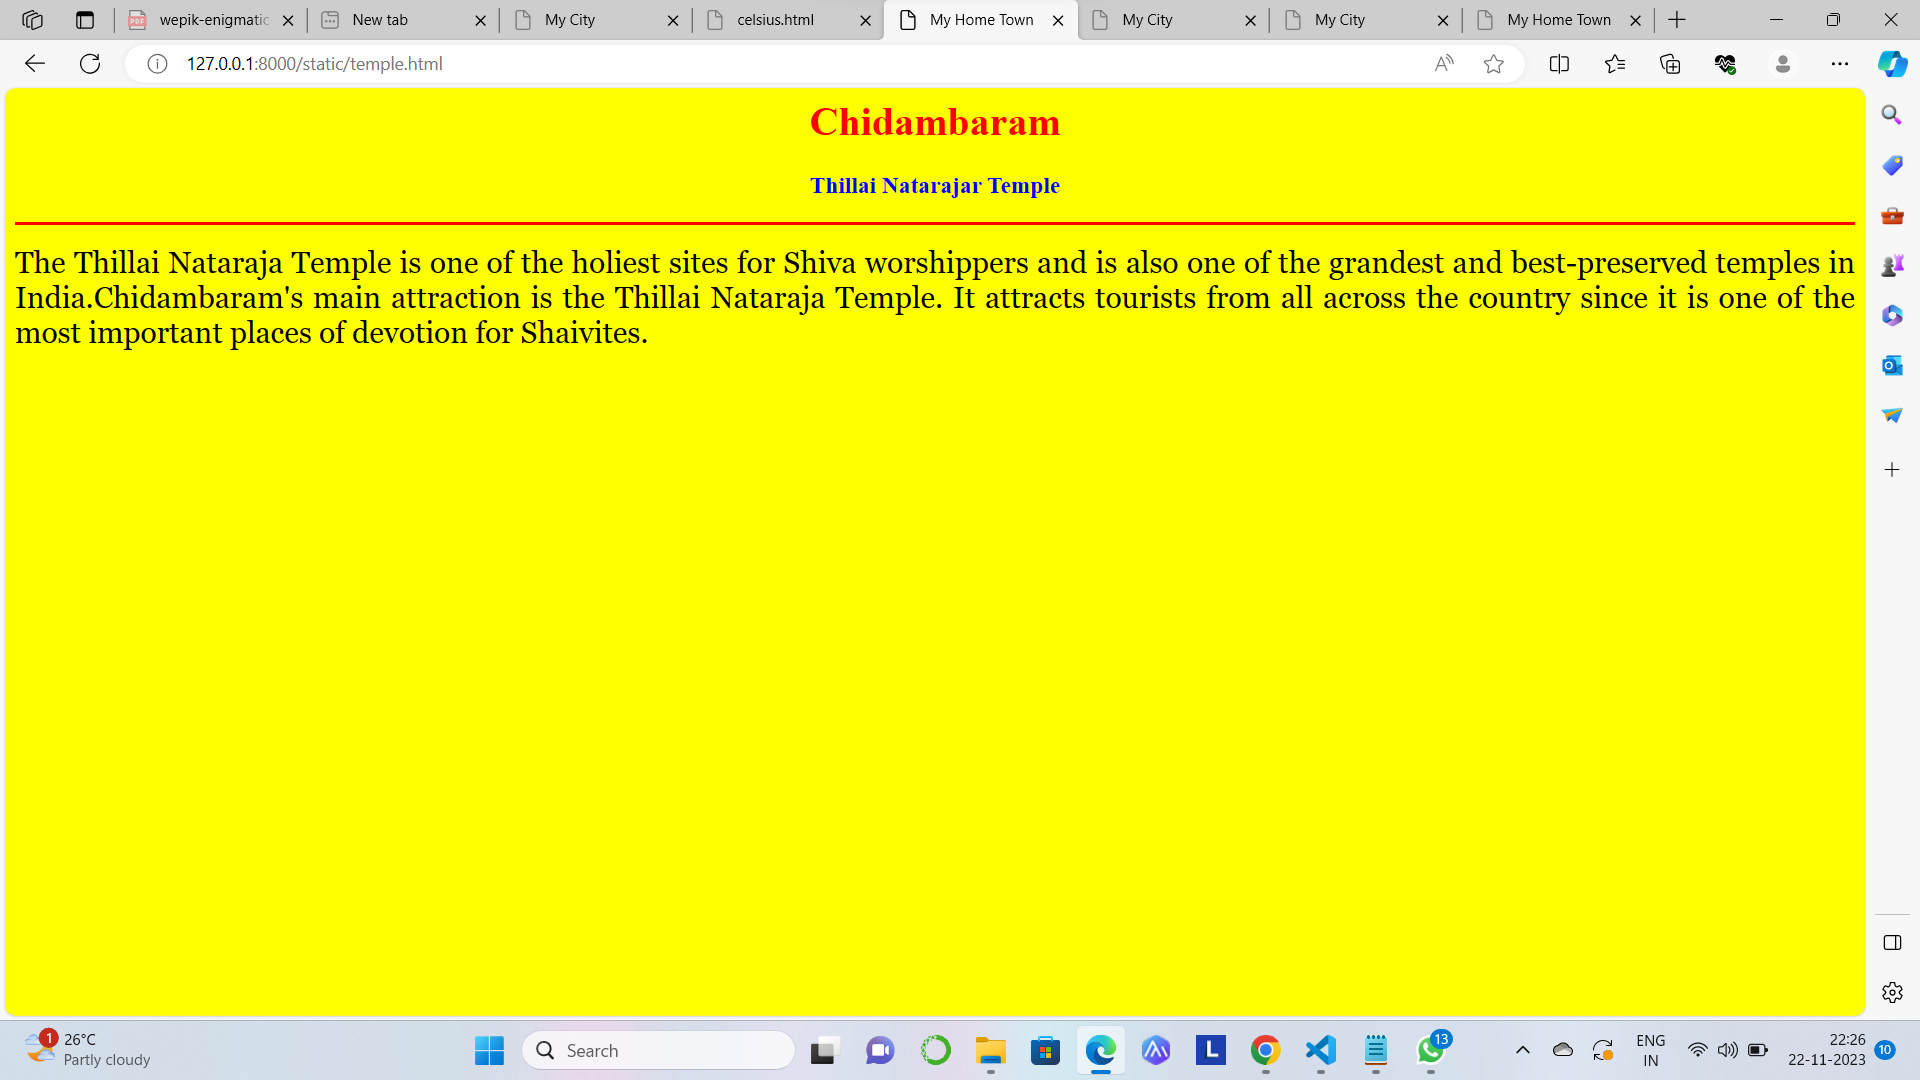 wepik-enigmatic
New tab
My City
celsius.html
My Home Town
My City
My City
My Home Town
127.0.0.1:8000/static/temple.html
Chidambaram
Thillai Natarajar Temple
The Thillai Nataraja Temple is one of the holiest sites for Shiva worshippers and is also one of the grandest and best-preserved temples in
India.Chidambaram's main attraction is the Thillai Nataraja Temple. It attracts tourists from all across the country since it is one of the
most important places of devotion for Shaivites.
1
26°C
Partly cloudy
Search
L
13
ENG
IN
22:26
22-11-2023
10